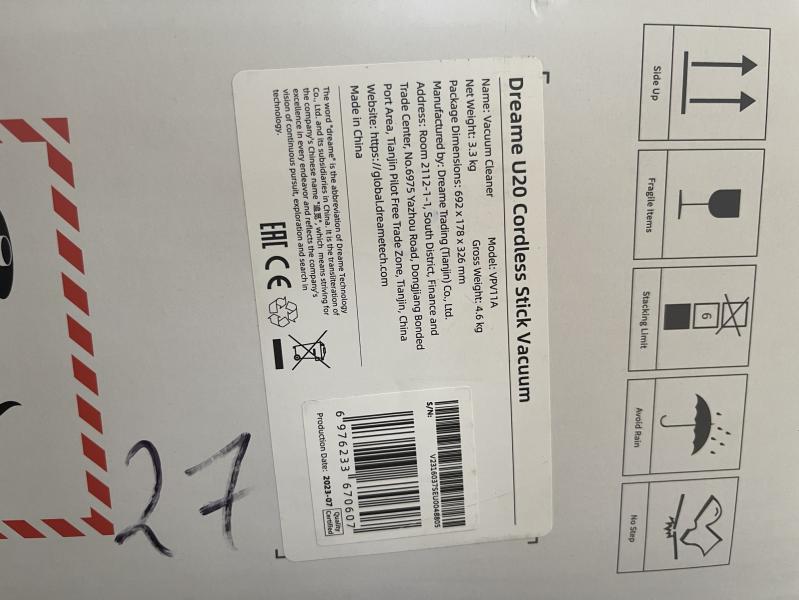 Dreame U20 Cordless Stick Vacuum
Name: Vacuum Cleaner Model: VPV11A
Net Weight: 3.3 kg Gross Weight: 4.6 kg
Package Dimensions: 692 x 178 x 326 mm
Manufactured by: Dreame Trading (Tianjin) Co., Ltd.
Address: Room 2112-1-1, South District, Finance and
Trade Center, No.6975 Yazhou Road, Dongjiang Bonded
Port Area, Tianjin Pilot Free Trade Zone, Tianjin, China
Website: https://global.dreametech.com
Made in China
The word "dreame" is the abbreviation of Dreame Technology
Co., Ltd. and its subsidiaries in China. It is the transliteration of
the company's Chinese name "追觅", which means striving for
excellence in every endeavor and reflects the company's
vision of continuous pursuit, exploration and search in
technology.
EAC CE
S/N:
V2316037SEU0048805
6 976233 670607
Production Date: 2023-07
Quality
Certified
Side Up
Fragile Items
6
Stacking Limit
Avoid Rain
No Step
27